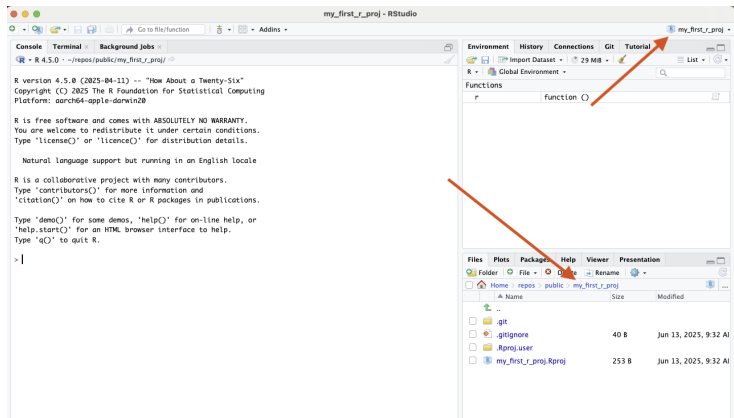 my_first_r_proj - RStudio
Go to file/function
Addins
my_first_r_proj
Console Terminal Background Jobs
R 4.5.0 · ~/repos/public/my_first_r_proj/
R version 4.5.0 (2025-04-11) -- "How About a Twenty-Six"
Copyright (C) 2025 The R Foundation for Statistical Computing
Platform: aarch64-apple-darwin20
R is free software and comes with ABSOLUTELY NO WARRANTY.
You are welcome to redistribute it under certain conditions.
Type 'license()' or 'licence()' for distribution details.
Natural language support but running in an English locale
R is a collaborative project with many contributors.
Type 'contributors()' for more information and
'citation()' on how to cite R or R packages in publications.
Type 'demo()' for some demos, 'help()' for on-line help, or
'help.start()' for an HTML browser interface to help.
Type 'q()' to quit R.
>
Environment History Connections Git Tutorial
Import Dataset 29 MiB List
R Global Environment
Functions
r function ()
Files Plots Packages Help Viewer Presentation
Folder File Delete Rename
Home repos public my_first_r_proj ...
Name Size Modified
..
.git
.gitignore 40 B Jun 13, 2025, 9:32 AM
.Rproj.user
my_first_r_proj.Rproj 253 B Jun 13, 2025, 9:32 AM